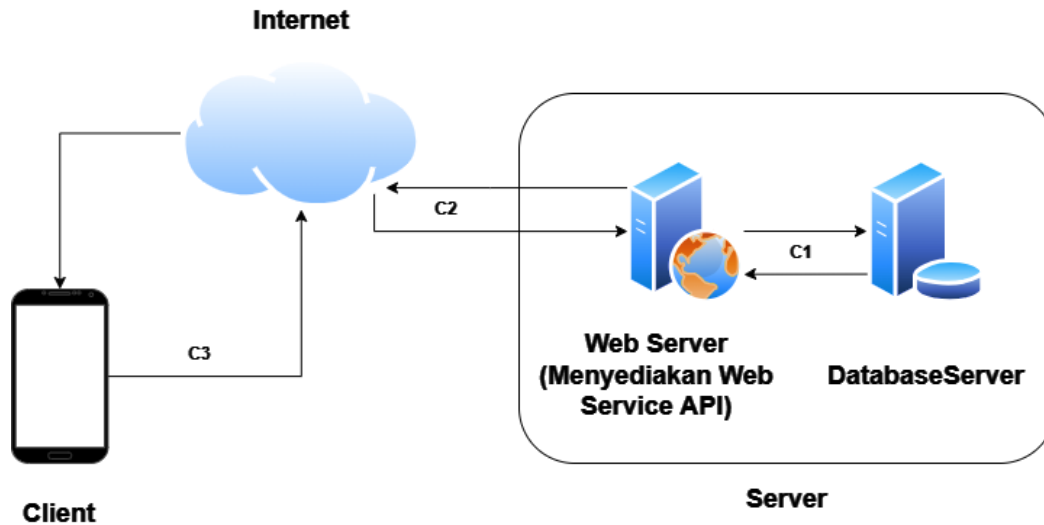 Internet
C2
C1
C3
Web Server
(Menyediakan Web
Service API)
DatabaseServer
Server
Client